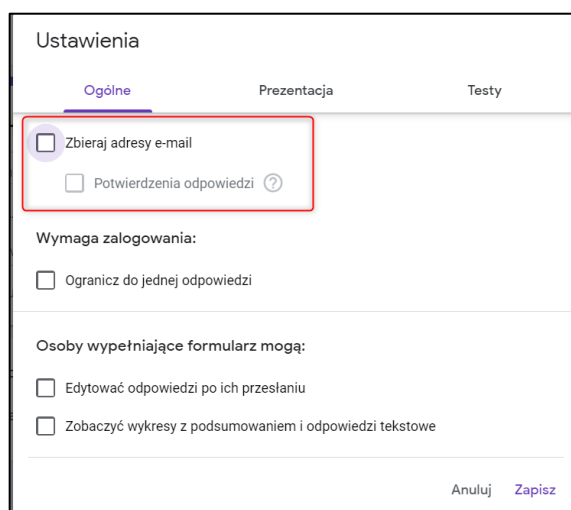 Ustawienia
Ogólne Prezentacja Testy
Zbieraj adresy e-mail
Potwierdzenia odpowiedzi ?
Wymaga zalogowania:
Ogranicz do jednej odpowiedzi
Osoby wypełniające formularz mogą:
Edytować odpowiedzi po ich przesłaniu
Zobaczyć wykresy z podsumowaniem i odpowiedzi tekstowe
Anuluj Zapisz